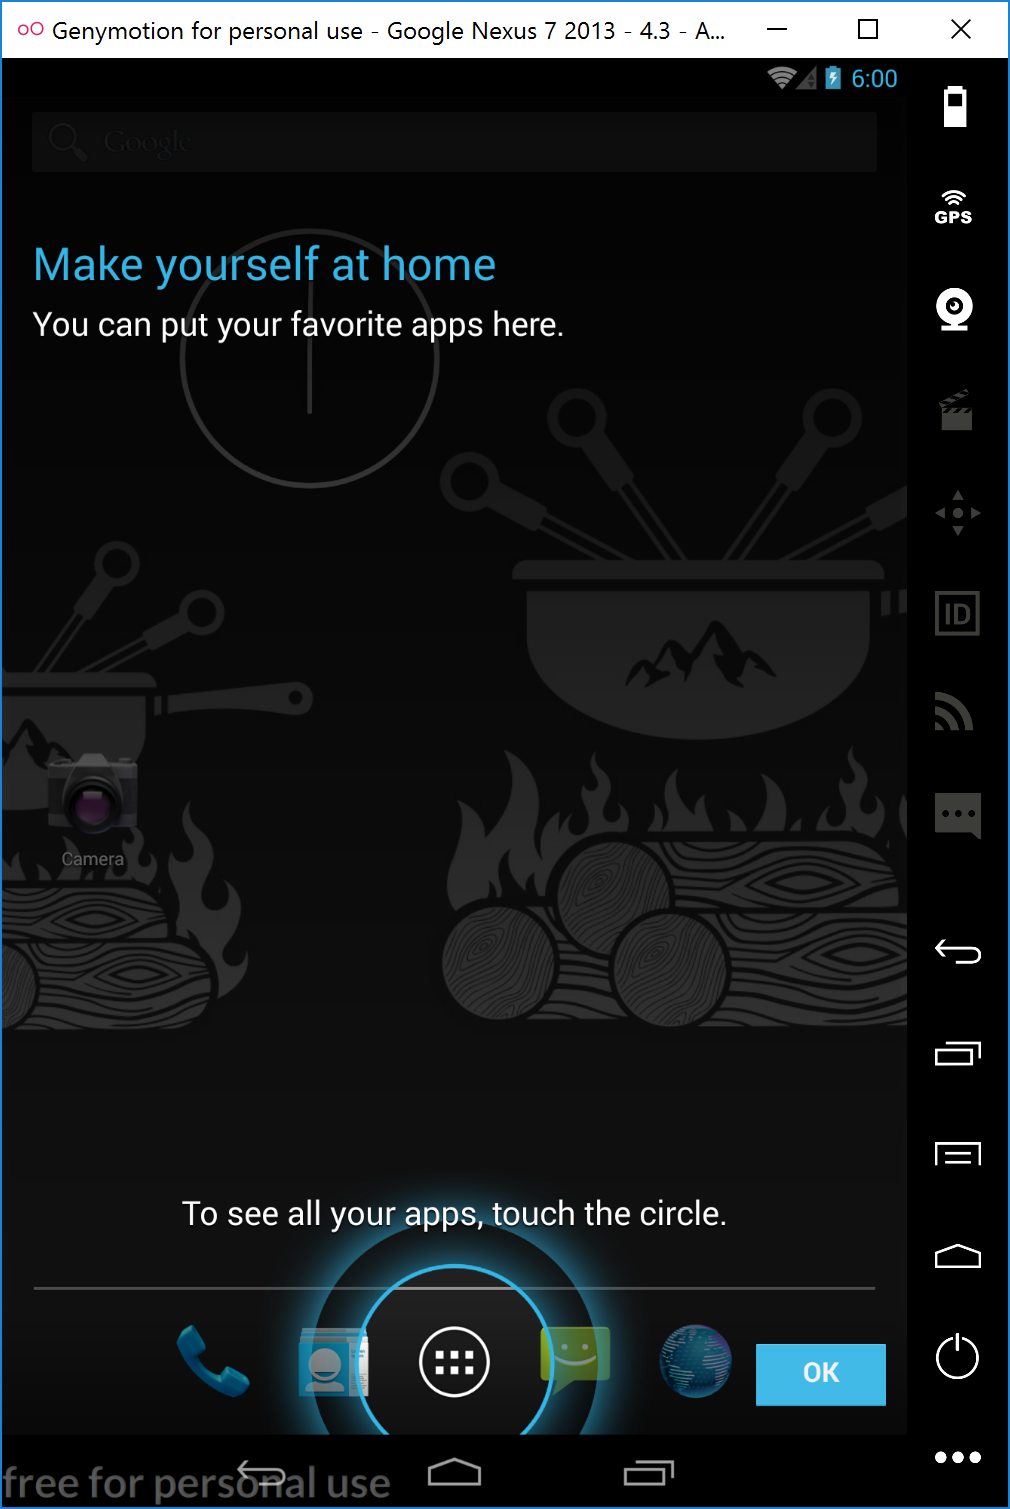 Genymotion for personal use - Google Nexus 7 2013 - 4.3 - A...
6:00
Google
GPS
Make yourself at home
You can put your favorite apps here.
ID
Camera
To see all your apps, touch the circle.
OK
free for personal use